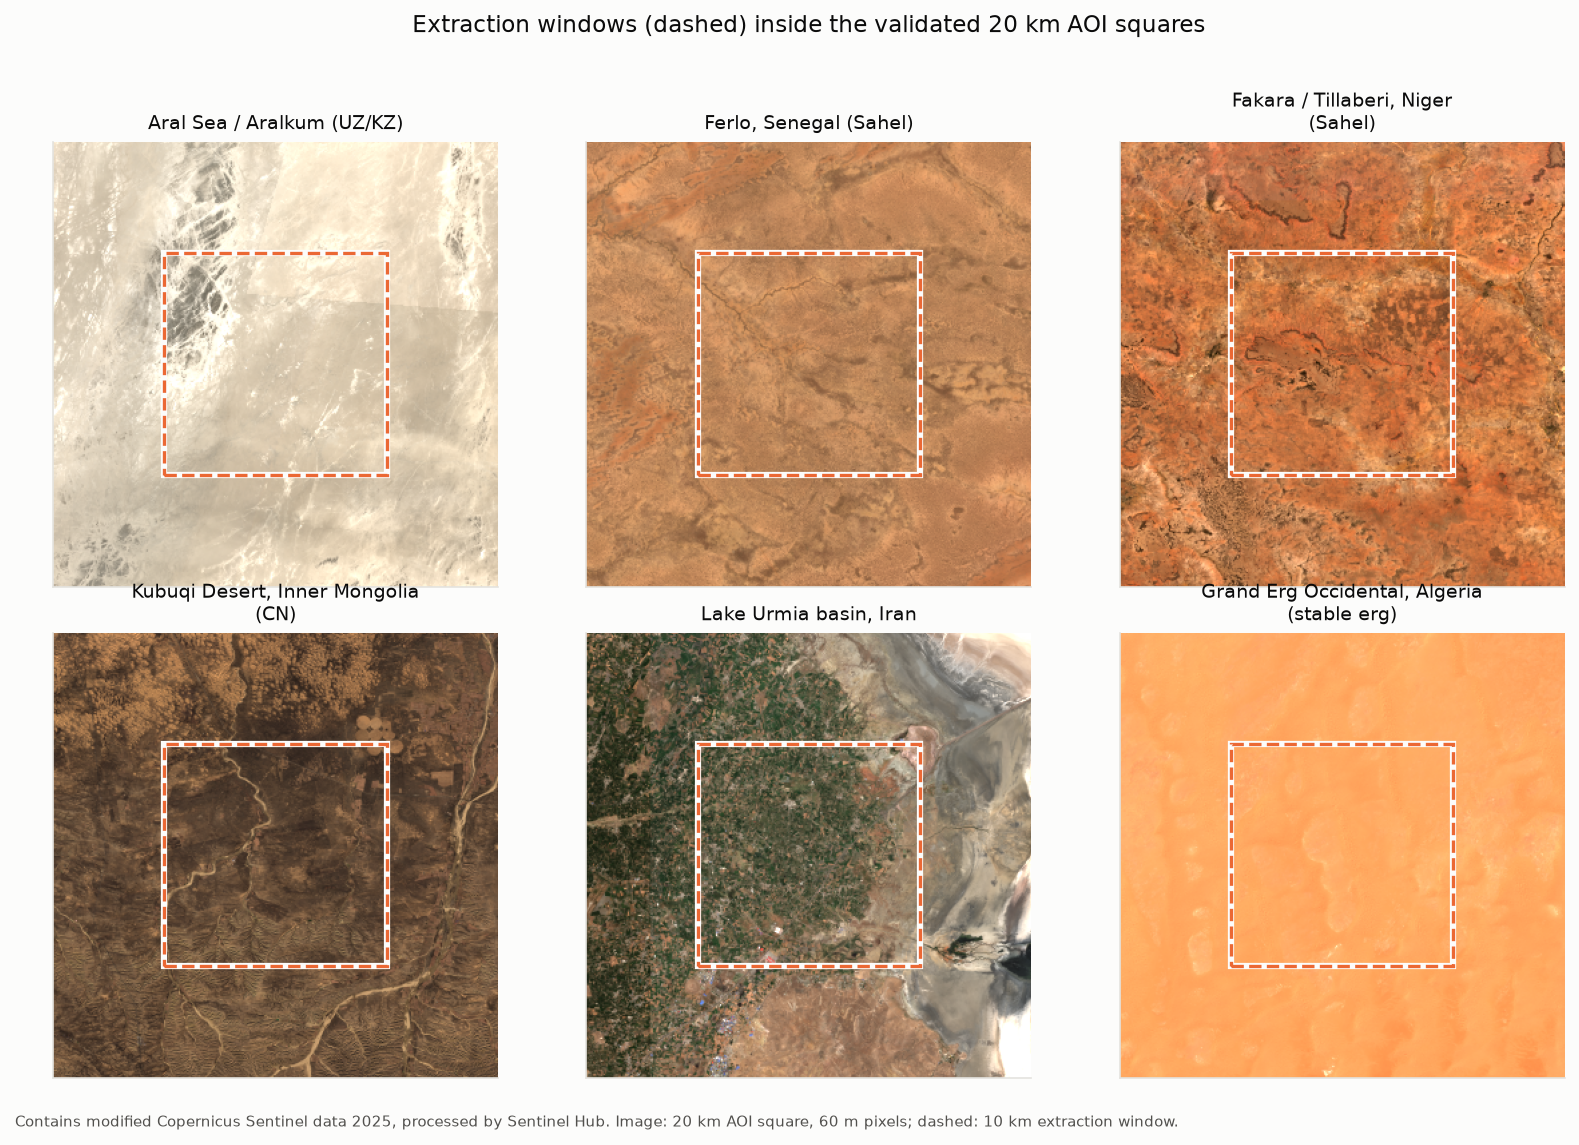 Extraction windows (dashed) inside the validated 20 km AOI squares
Aral Sea / Aralkum (UZ/KZ)
Ferlo, Senegal (Sahel)
Fakara / Tillaberi, Niger
(Sahel)
Kubuqi Desert, Inner Mongolia
(CN)
Lake Urmia basin, Iran
Grand Erg Occidental, Algeria
(stable erg)
Contains modified Copernicus Sentinel data 2025, processed by Sentinel Hub. Image: 20 km AOI square, 60 m pixels; dashed: 10 km extraction window.